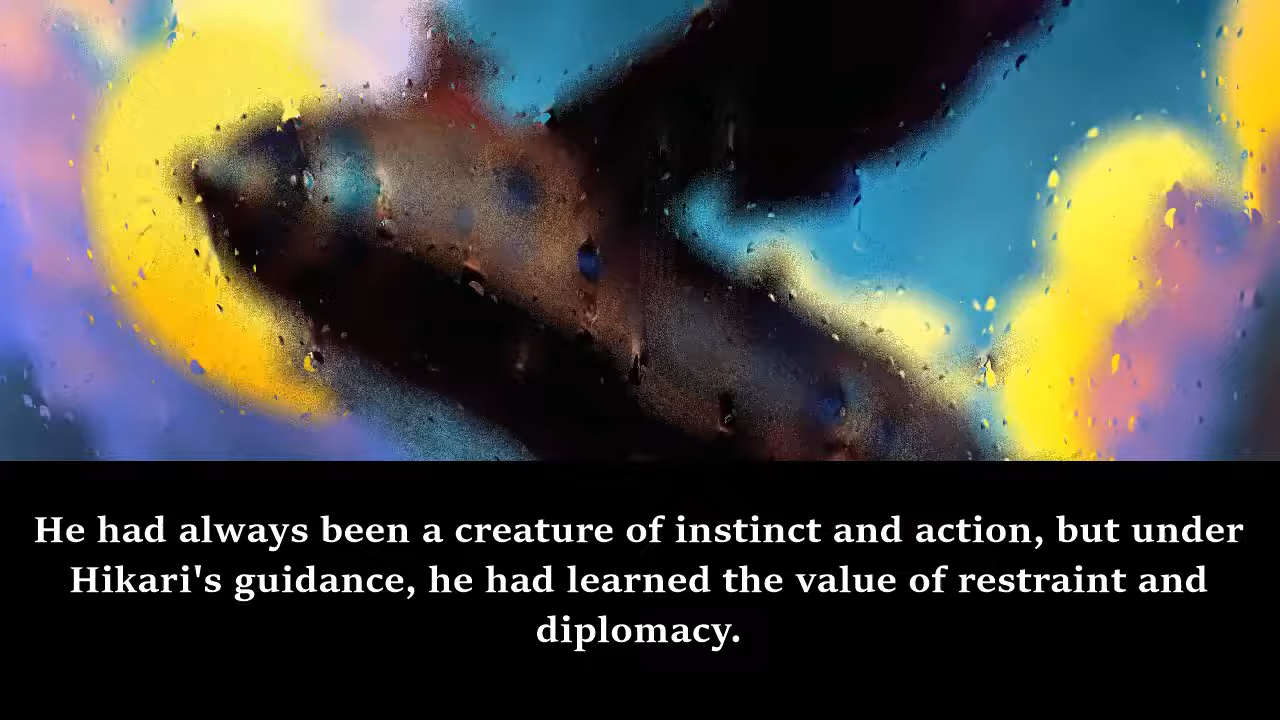 He had always been a creature of instinct and action, but under
Hikari's guidance, he had learned the value of restraint and
diplomacy.